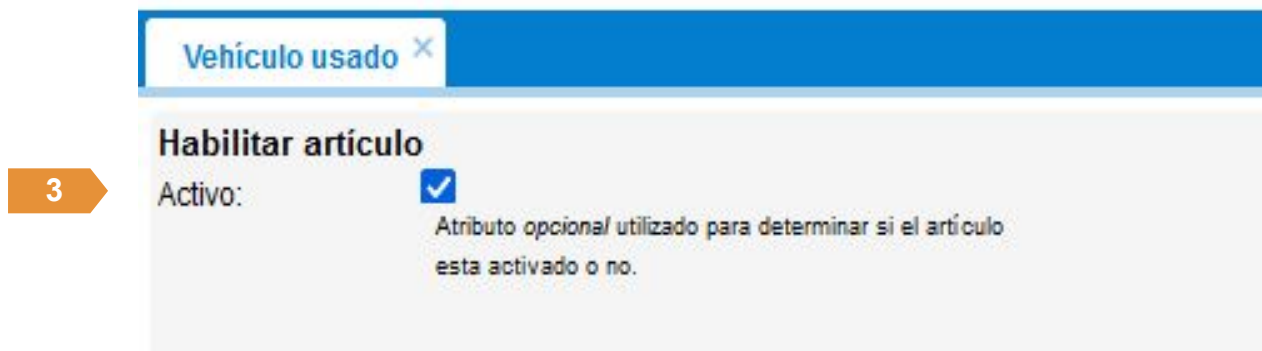 Vehículo usado ×
Habilitar artículo
3 Activo:
Atributo opcional utilizado para determinar si el artículo
esta activado o no.